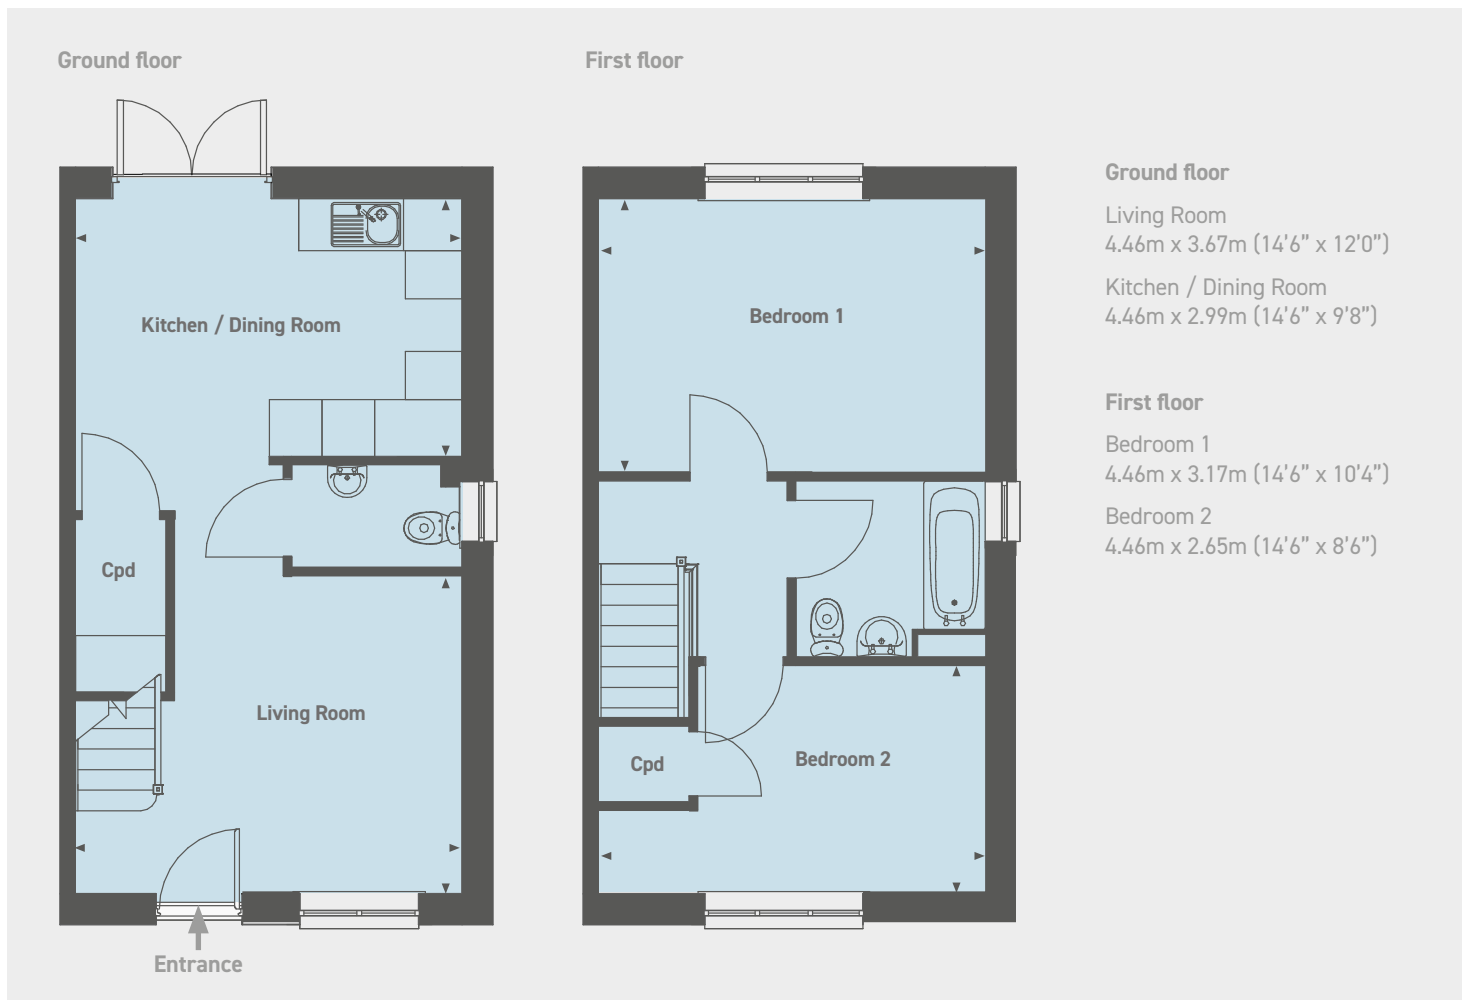 Ground floor
First floor
Kitchen / Dining Room
Cpd
Living Room
Entrance
Bedroom 1
Cpd
Bedroom 2
Ground floor
Living Room
4.46m x 3.67m (14'6” x 12'0”)
Kitchen / Dining Room
4.46m x 2.99m (14'6” x 9'8”)
First floor
Bedroom 1
4.46m x 3.17m (14'6” x 10'4”)
Bedroom 2
4.46m x 2.65m (14'6” x 8'6”)